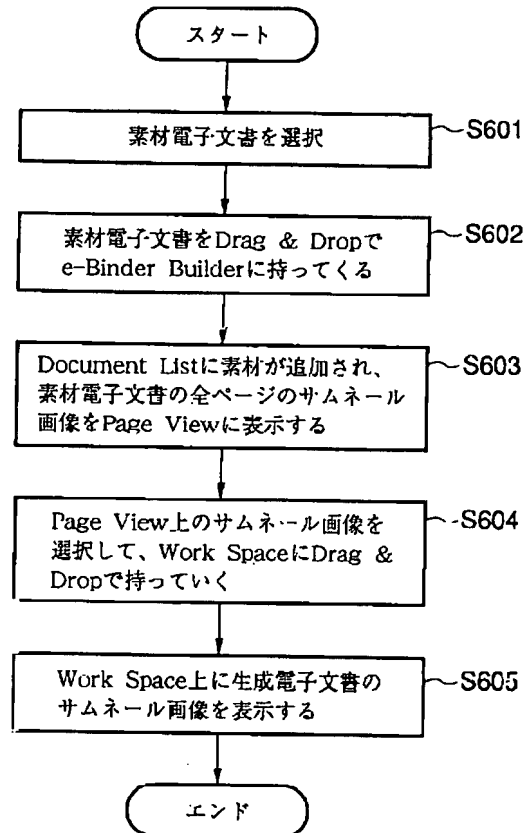 スタート
素材電子文書を選択
S601
素材電子文書をDrag & Dropで
e-Binder Builderに持ってくる
S602
Document Listに素材が追加され、
素材電子文書の全ページのサムネール
画像をPage Viewに表示する
S603
Page View上のサムネール画像を
選択して、Work SpaceにDrag &
Dropで持っていく
S604
Work Space上に生成電子文書の
サムネール画像を表示する
S605
エンド